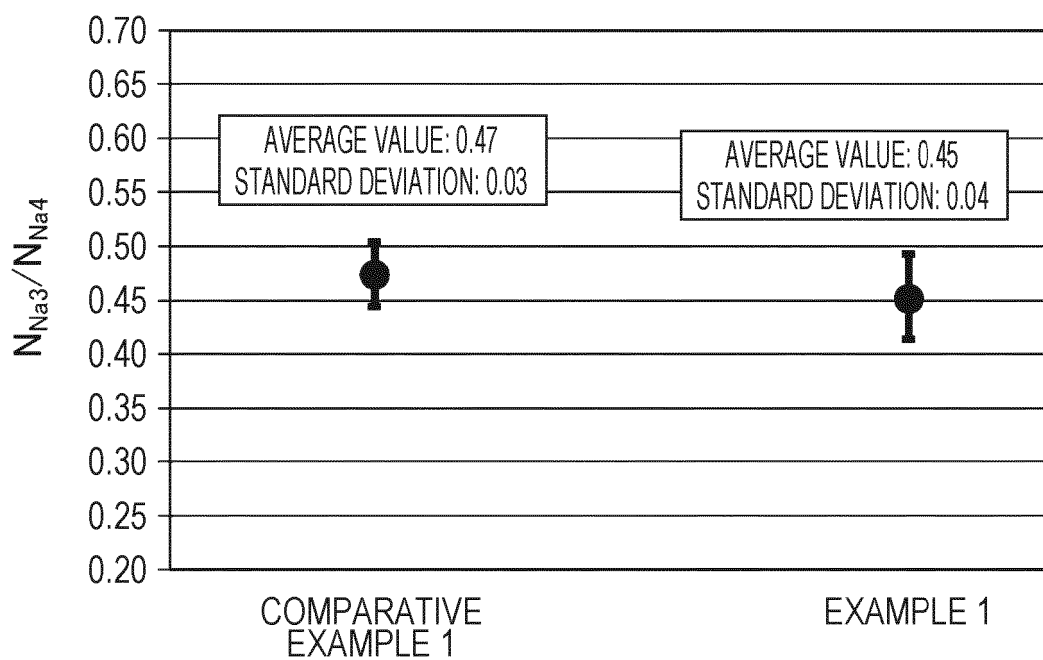 0.70
0.65
0.60
0.55
0.50
0.45
0.40
0.35
0.30
0.25
0.20
NNa3/NNa4
AVERAGE VALUE: 0.47
STANDARD DEVIATION: 0.03
AVERAGE VALUE: 0.45
STANDARD DEVIATION: 0.04
COMPARATIVE
EXAMPLE 1
EXAMPLE 1